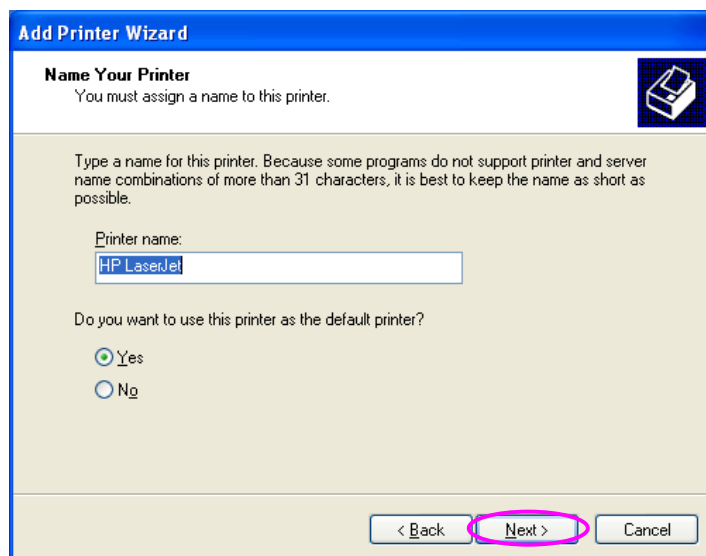 Add Printer Wizard
Name Your Printer
You must assign a name to this printer.
Type a name for this printer. Because some programs do not support printer and server
name combinations of more than 31 characters, it is best to keep the name as short as
possible.
Printer name:
HP LaserJet
Do you want to use this printer as the default printer?
Yes
No
< Back
Next >
Cancel